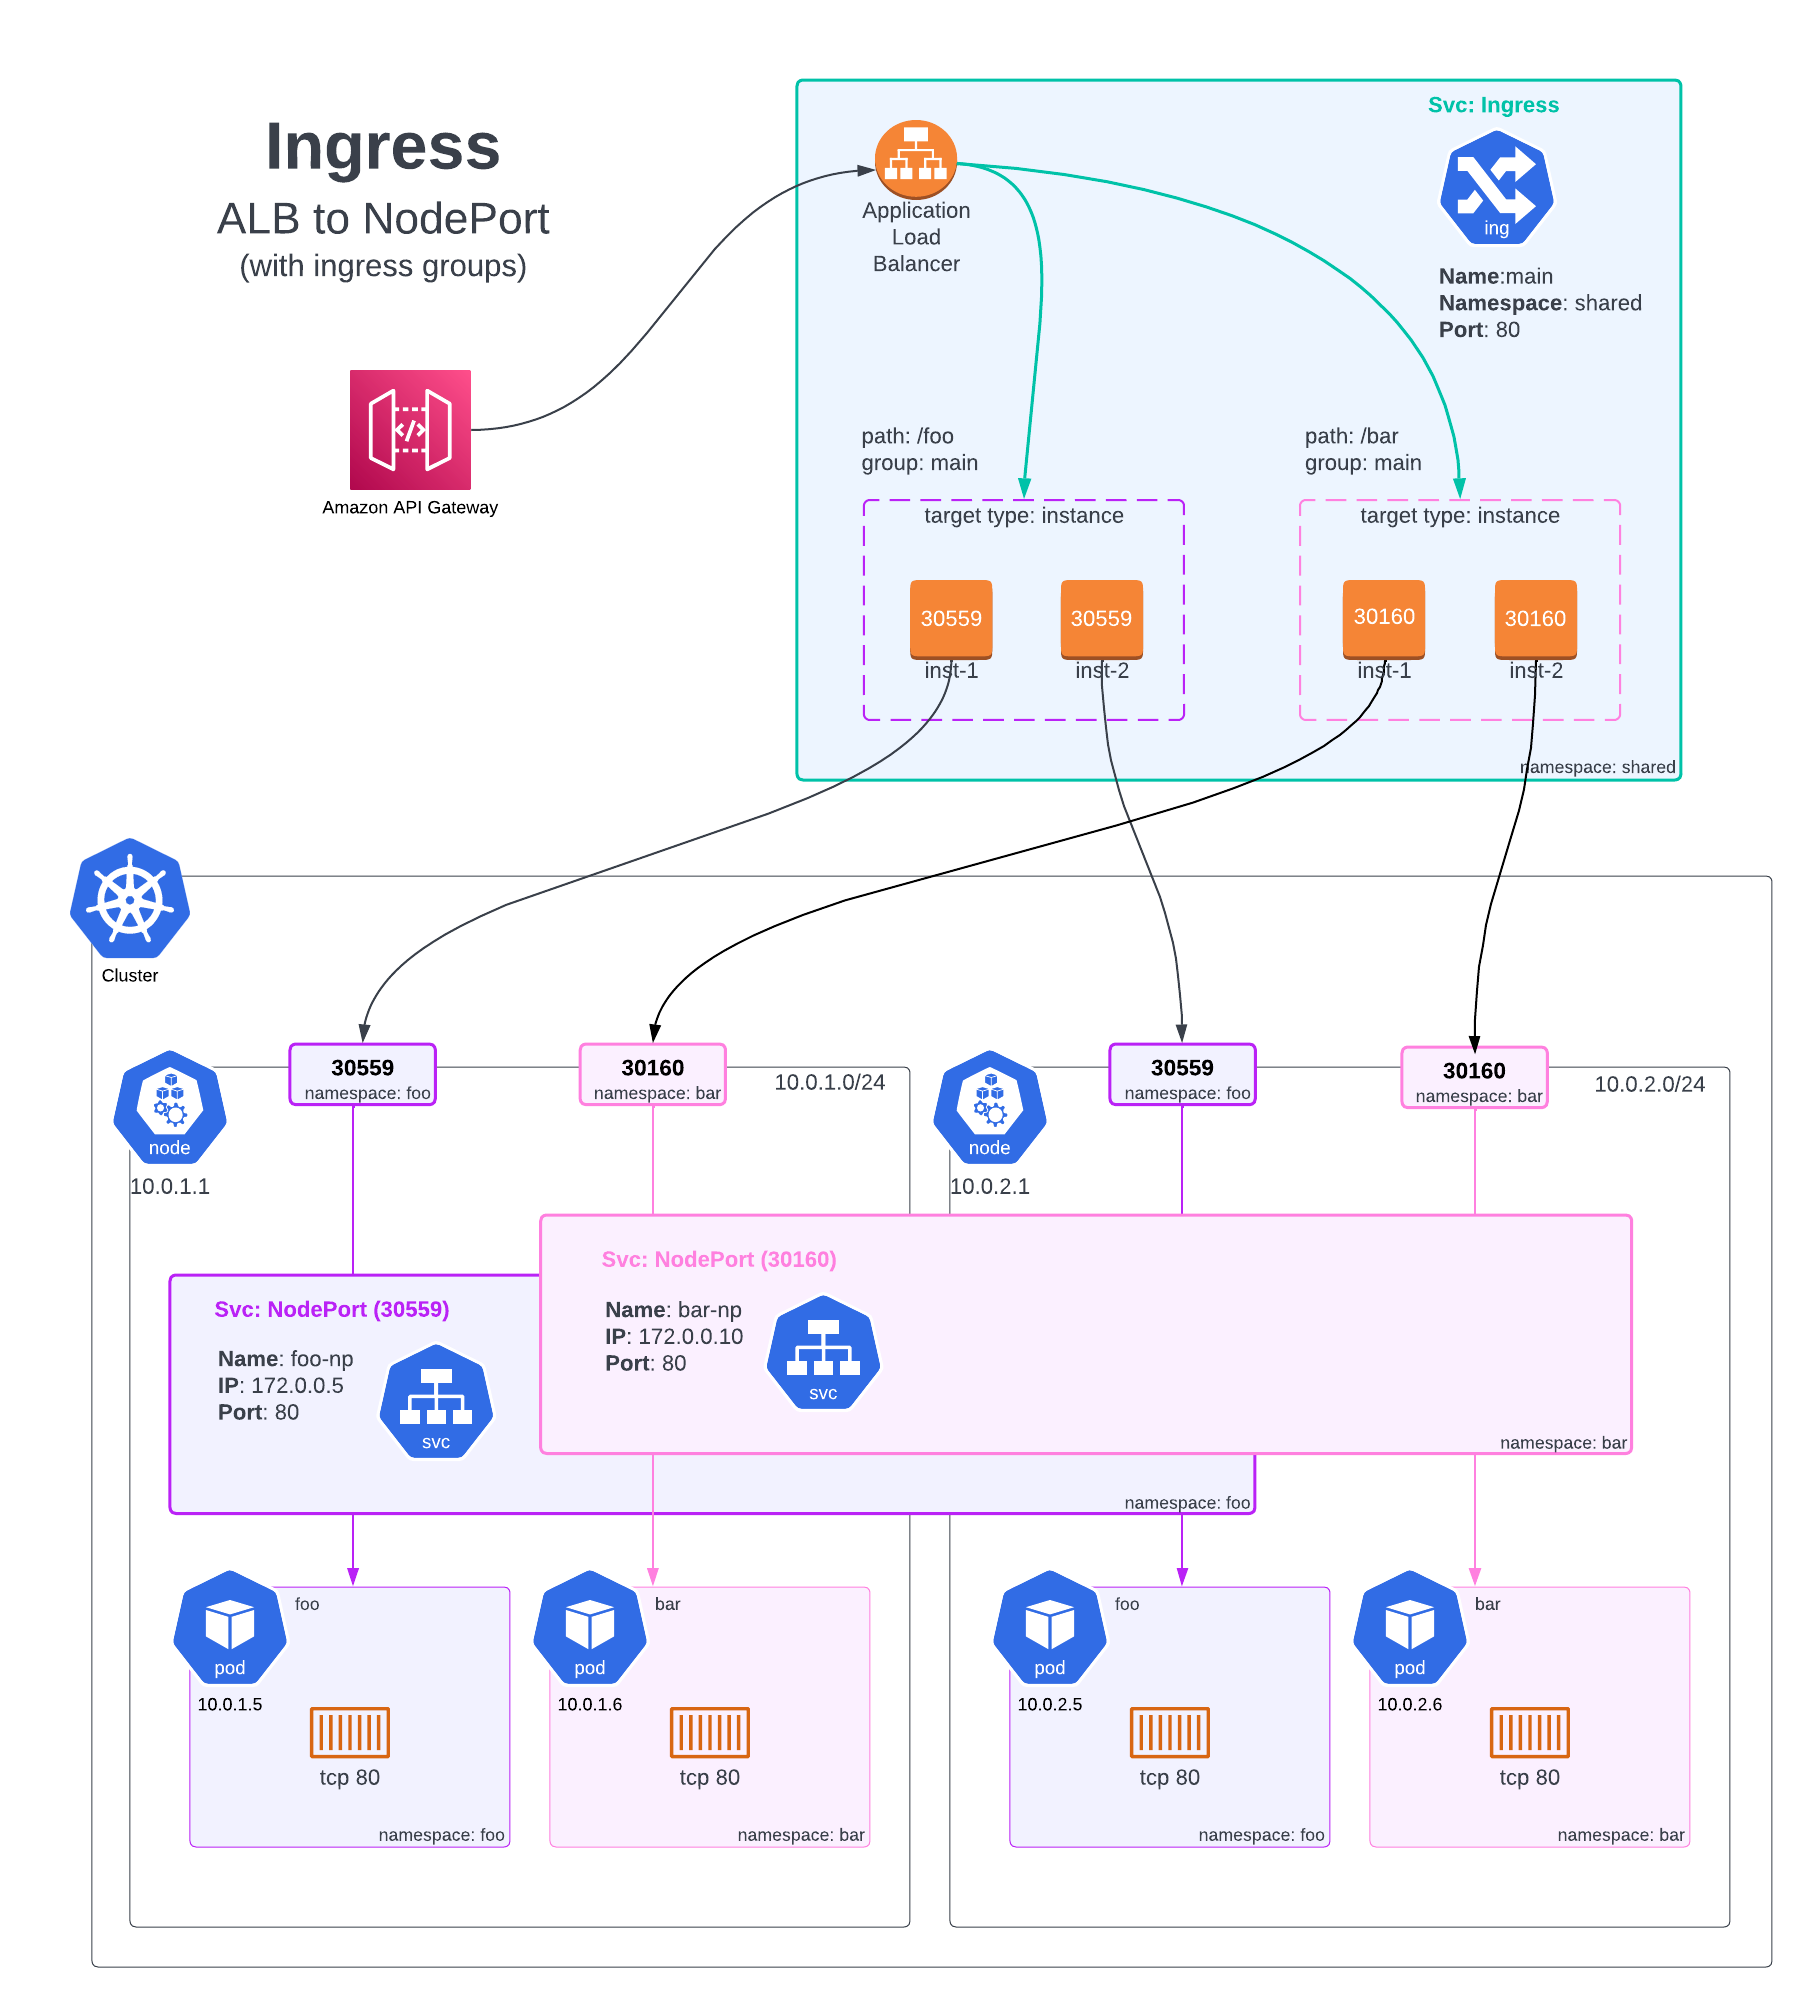 Ingress
ALB to NodePort
(with ingress groups)
Amazon API Gateway
Svc: Ingress
ing
Name:main
Namespace: shared
Port: 80
Application
Load
Balancer
path: /foo
group: main
path: /bar
group: main
target type: instance
target type: instance
30559
30559
30160
30160
inst-1
inst-2
inst-1
inst-2
namespace: shared
Cluster
30559
namespace: foo
30160
namespace: bar
10.0.1.0/24
30559
namespace: foo
30160
namespace: bar
10.0.2.0/24
node
10.0.1.1
node
10.0.2.1
Svc: NodePort (30160)
Name: bar-np
IP: 172.0.0.10
Port: 80
svc
namespace: bar
Svc: NodePort (30559)
Name: foo-np
IP: 172.0.0.5
Port: 80
svc
namespace: foo
foo
pod
10.0.1.5
tcp 80
namespace: foo
bar
pod
10.0.1.6
tcp 80
namespace: bar
foo
pod
10.0.2.5
tcp 80
namespace: foo
bar
pod
10.0.2.6
tcp 80
namespace: bar